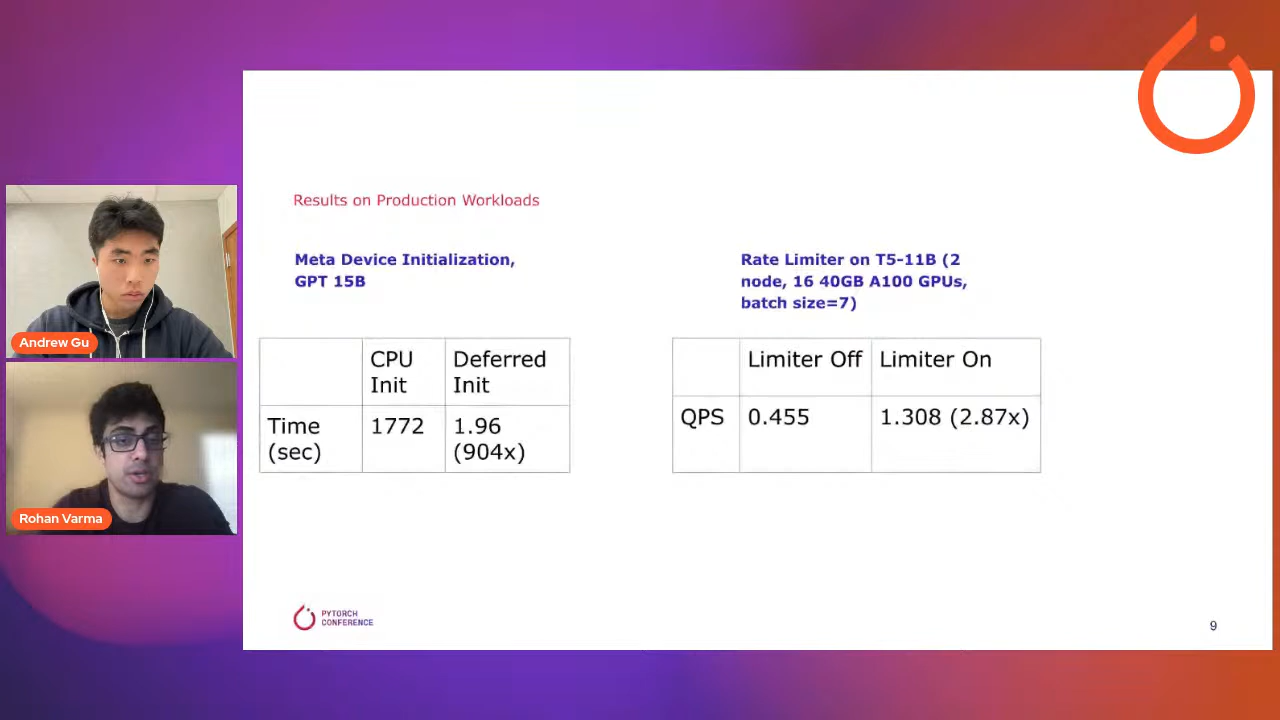 Results on Production Workloads
Meta Device Initialization,
GPT 15B
CPU
Init
Deferred
Init
Time
(sec)
1772
1.96
(904x)
Rate Limiter on T5-11B (2
node, 16 40GB A100 GPUs,
batch size=7)
Limiter Off
Limiter On
QPS
0.455
1.308 (2.87x)
Andrew Gu
Rohan Varma
PYTORCH
CONFERENCE
9